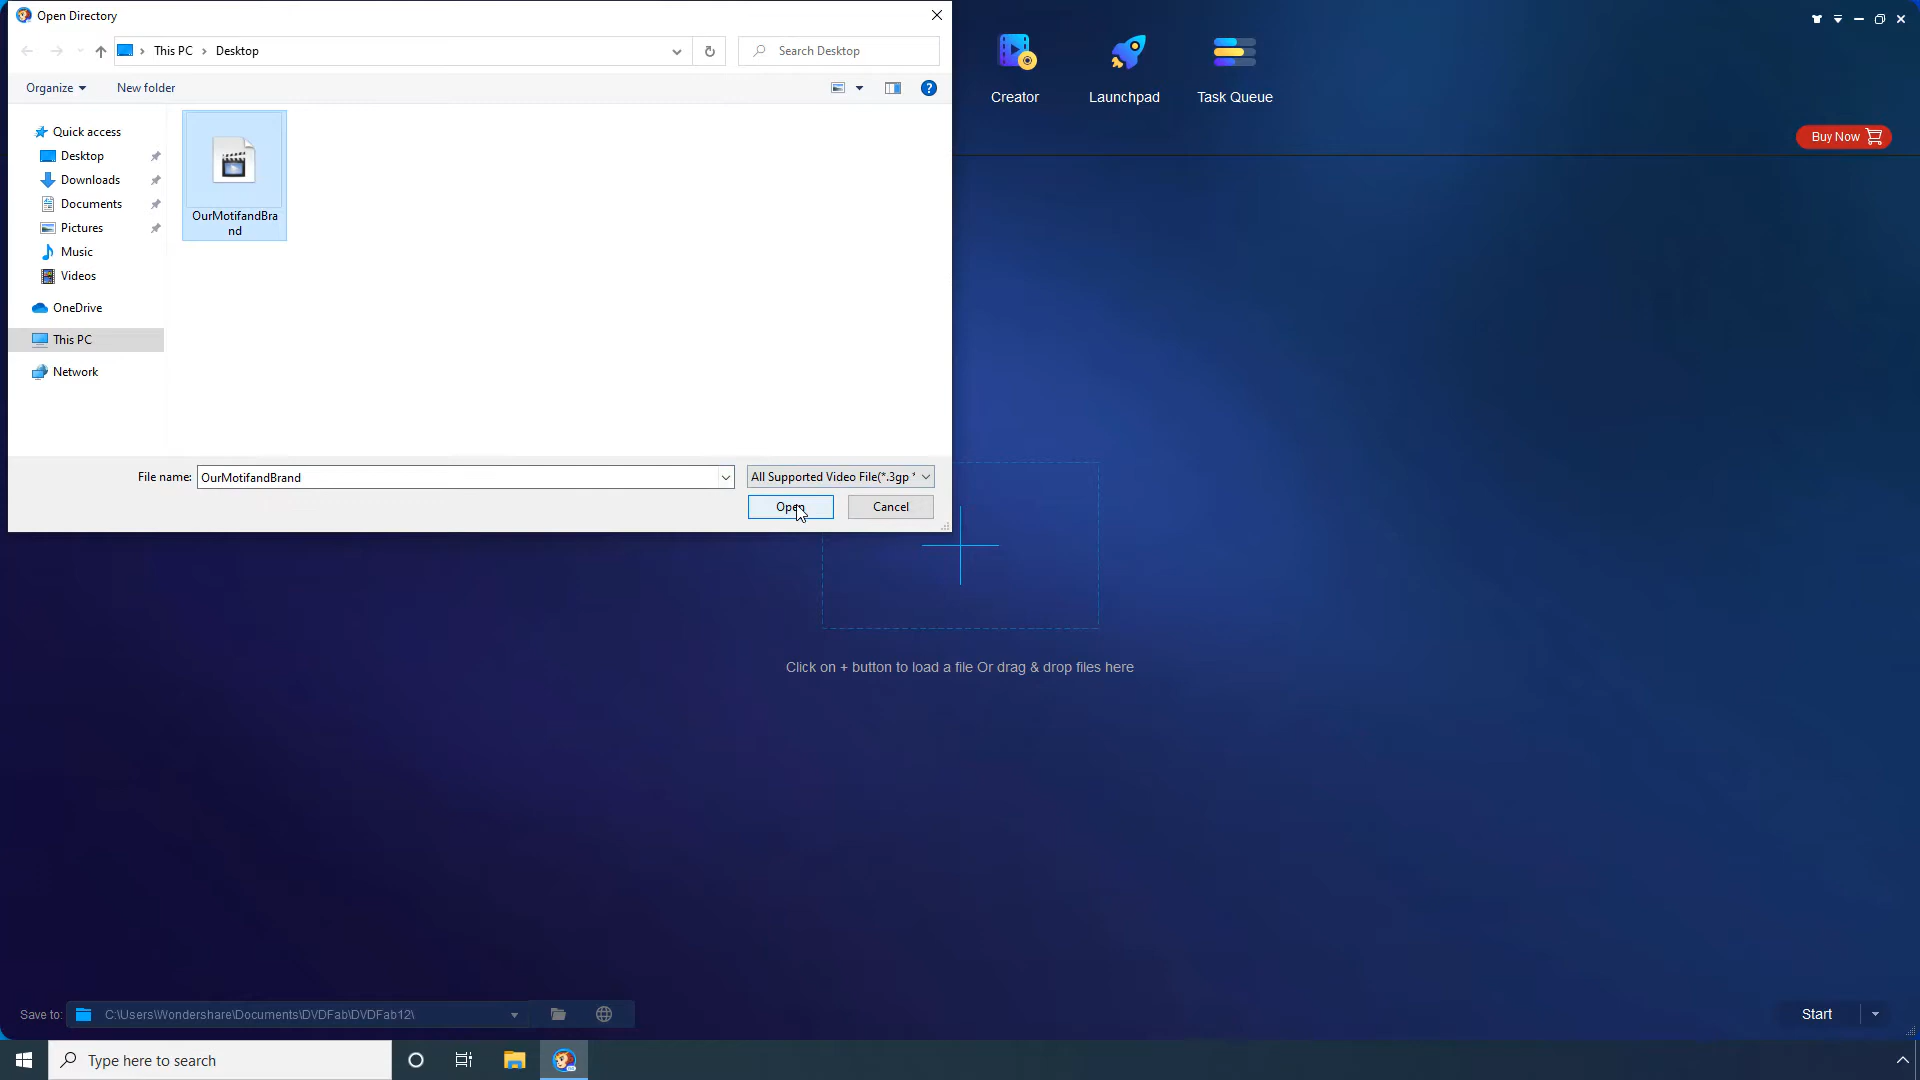 Open Directory
This PC
Desktop
Search Desktop
Organize
New folder
Creator
Launchpad
Task Queue
Buy Now
Quick access
Desktop
Downloads
Documents
Pictures
Music
Videos
OneDrive
This PC
Network
OurMotifandBra
nd
File name:
OurMotifandBrand
All Supported Video File(*.3gp *
Open
Cancel
Click on + button to load a file Or drag & drop files here
Save to:
C:\Users\Wondershare\Documents\DVDFab\DVDFab12\
Start
Type here to search